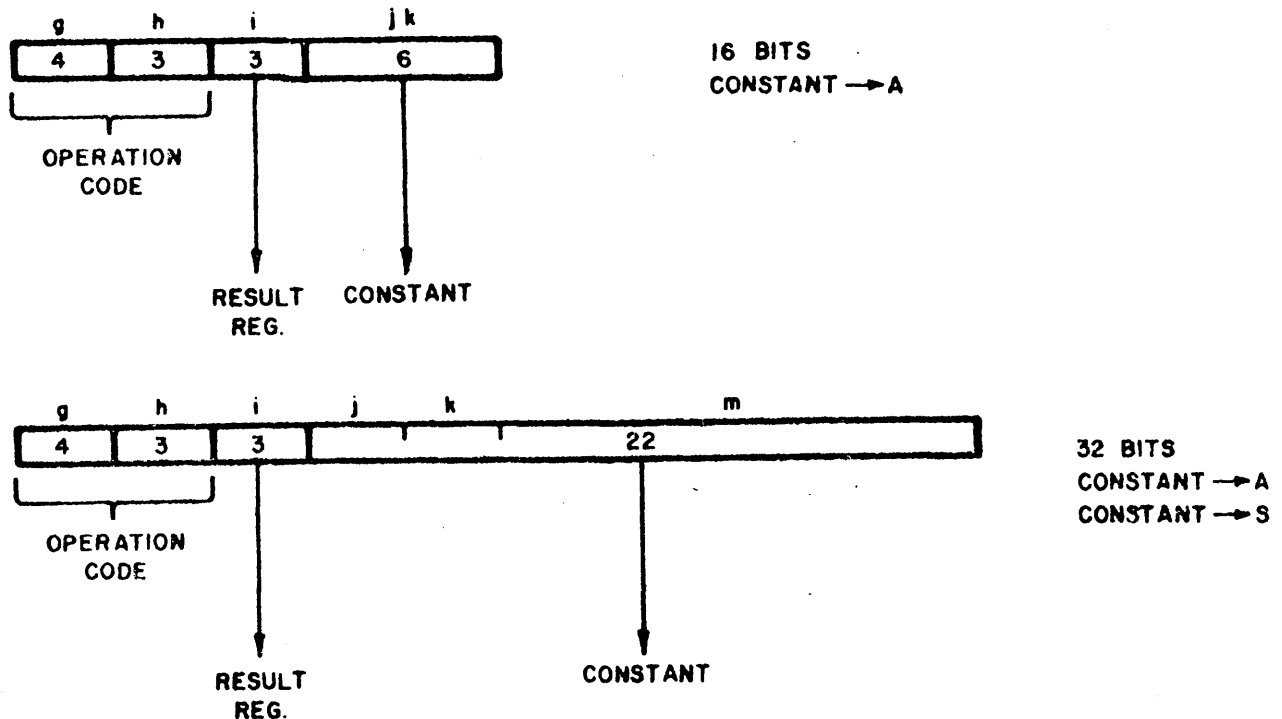 g h i jk
4 3 3 6
16 BITS
CONSTANT → A
OPERATION
CODE
RESULT
REG.
CONSTANT
g h i j k m
4 3 3 22
32 BITS
CONSTANT → A
CONSTANT → S
OPERATION
CODE
RESULT
REG.
CONSTANT